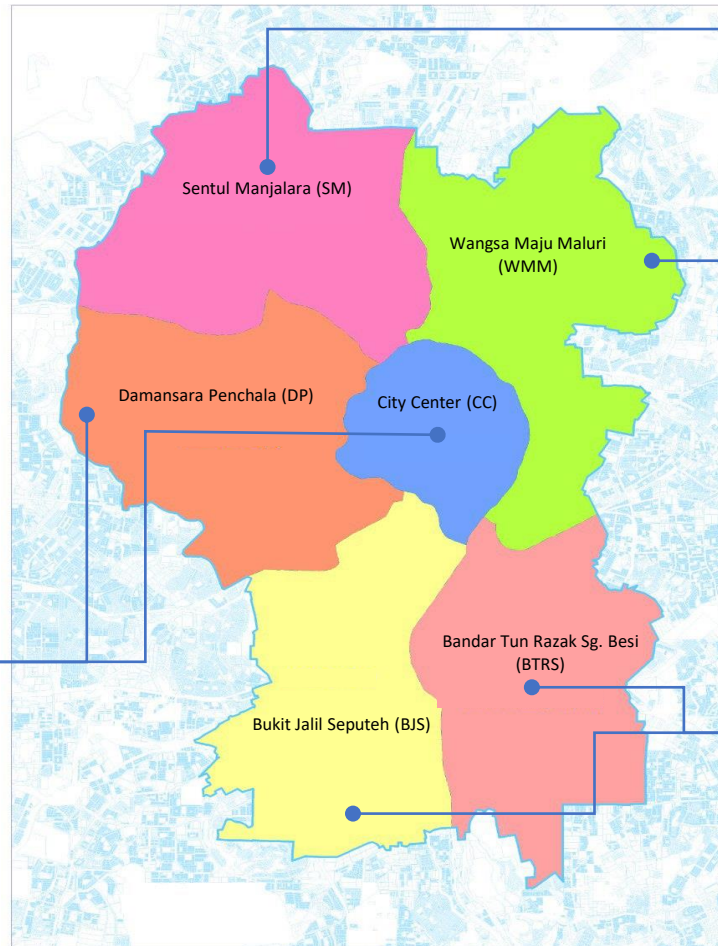 Sentul Manjalara (SM)
Wangsa Maju Maluri
(WMM)
Damansara Penchala (DP)
City Center (CC)
Bandar Tun Razak Sg. Besi
(BTRS)
Bukit Jalil Seputeh (BJS)